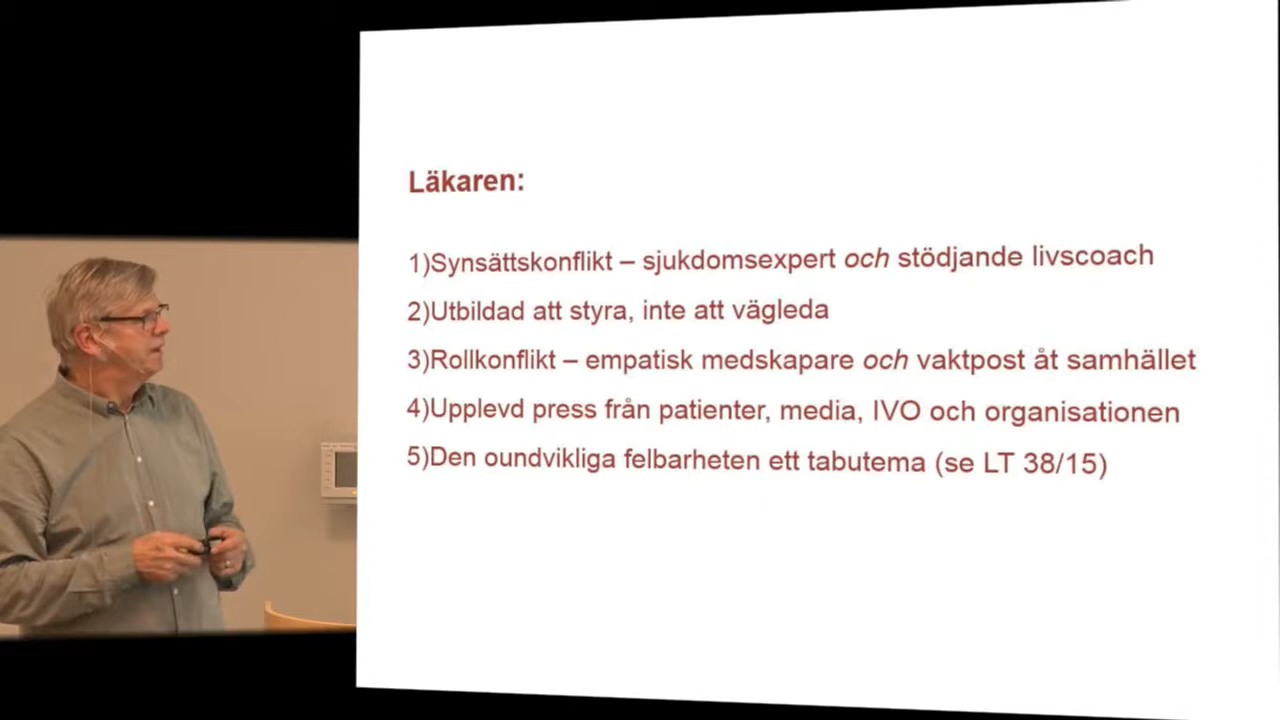 Läkaren:
1)Synsättskonflikt – sjukdomsexpert och stödjande livscoach
2)Utbildad att styra, inte att vägleda
3)Rollkonflikt – empatisk medskapare och vaktpost åt samhället
4)Upplevd press från patienter, media, IVO och organisationen
5)Den oundvikliga felbarheten ett tabutema (se LT 38/15)